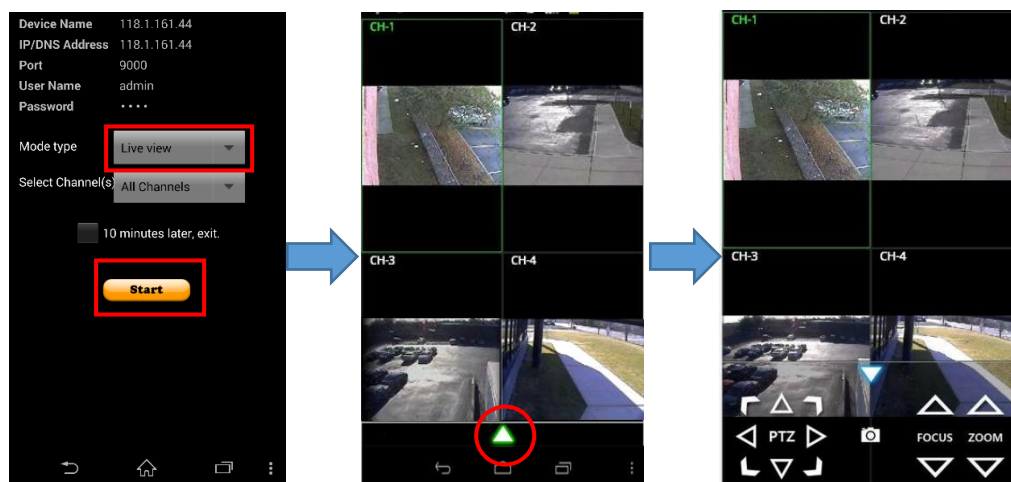 Device Name 118.1.161.44
IP/DNS Address 118.1.161.44
Port 9000
User Name admin
Password ····
Mode type Live view
Select Channel(s) All Channels
10 minutes later, exit.
Start
CH-1 CH-2
CH-3 CH-4
CH-1 CH-2
CH-3 CH-4
PTZ FOCUS ZOOM